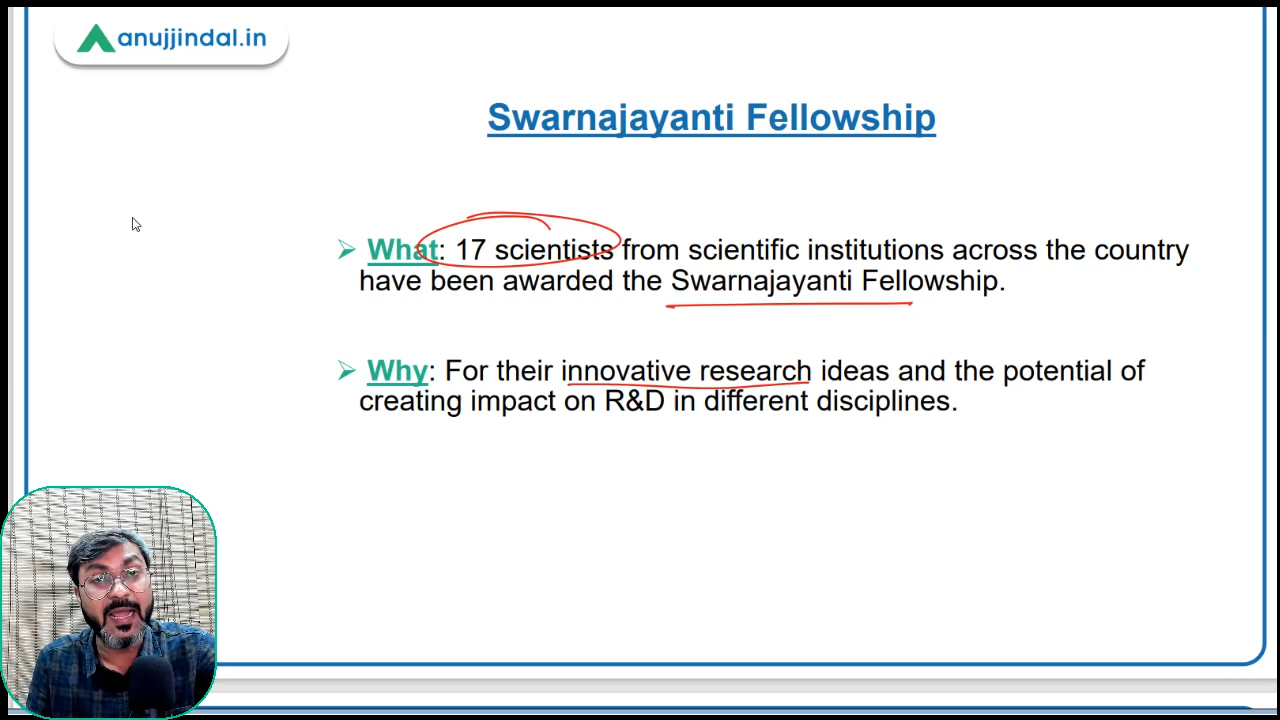 anujjindal.in
Swarnajayanti Fellowship
➢ What: 17 scientists from scientific institutions across the country
have been awarded the Swarnajayanti Fellowship.
➢ Why: For their innovative research ideas and the potential of
creating impact on R&D in different disciplines.